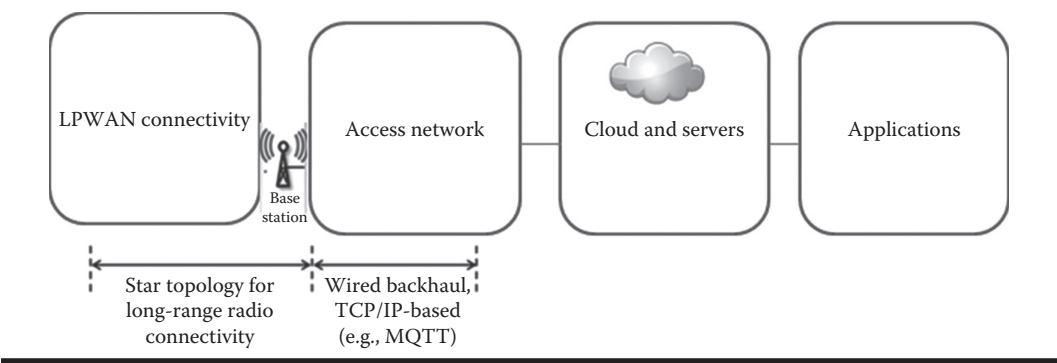 LPWAN connectivity
Access network
Cloud and servers
Applications
Base
station
Star topology for
long-range radio
connectivity
Wired backhaul,
TCP/IP-based
(e.g., MQTT)